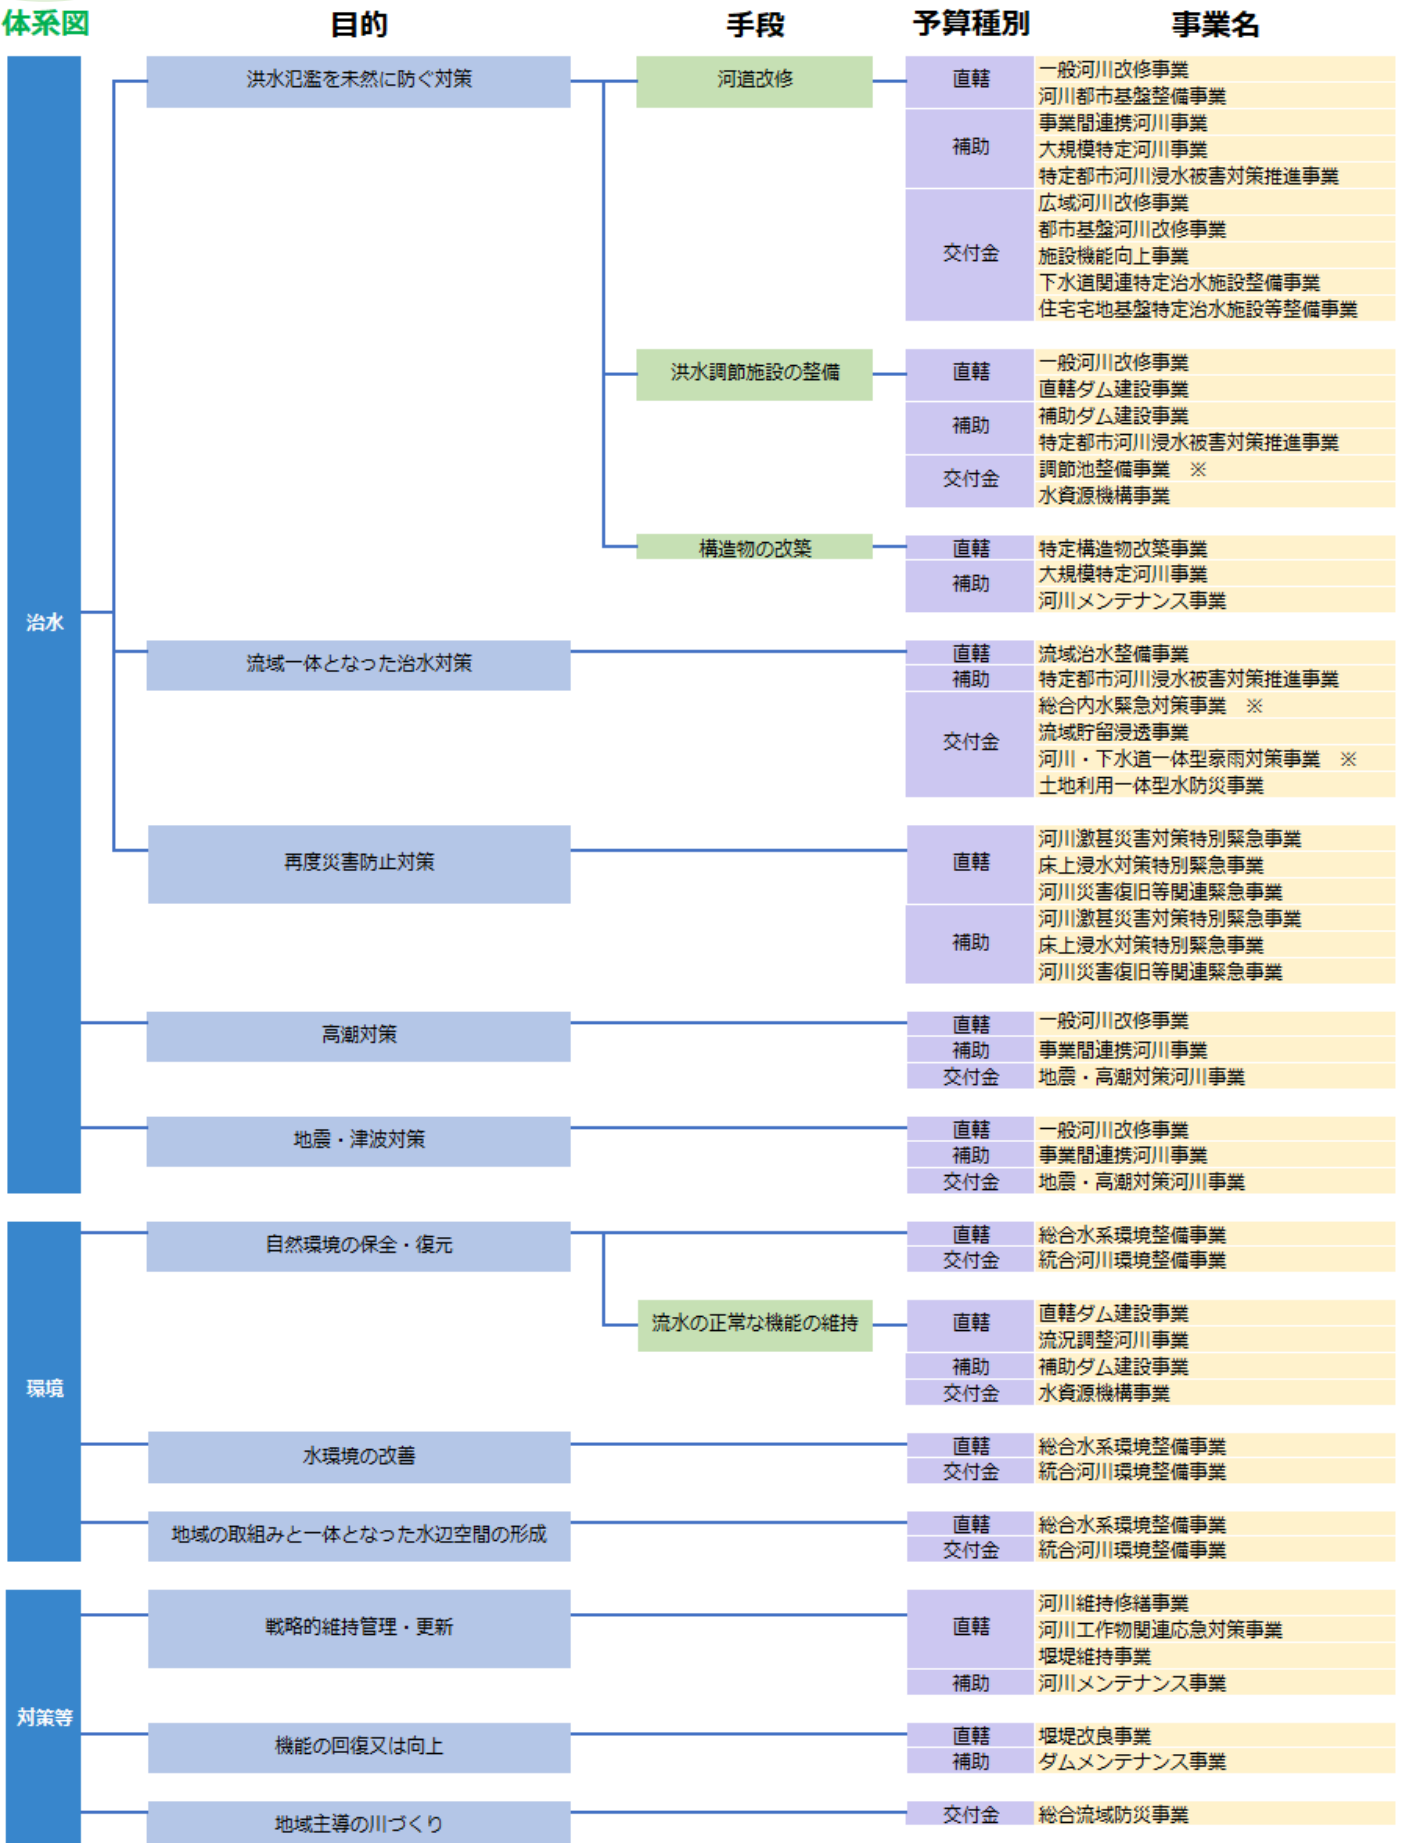 体系図 目的 手段 予算種別 事業名
治水
洪水氾濫を未然に防ぐ対策
河道改修
直轄
一般河川改修事業
河川都市基盤整備事業
補助
事業間連携河川事業
大規模特定河川事業
特定都市河川浸水被害対策推進事業
交付金
広域河川改修事業
都市基盤河川改修事業
施設機能向上事業
下水道関連特定治水施設整備事業
住宅宅地基盤特定治水施設等整備事業
洪水調節施設の整備
直轄
一般河川改修事業
直轄ダム建設事業
補助
補助ダム建設事業
特定都市河川浸水被害対策推進事業
交付金
調節池整備事業 ※
水資源機構事業
構造物の改築
直轄
特定構造物改築事業
補助
大規模特定河川事業
河川メンテナンス事業
流域一体となった治水対策
直轄
流域治水整備事業
補助
特定都市河川浸水被害対策推進事業
交付金
総合内水緊急対策事業 ※
流域貯留浸透事業
河川・下水道一体型豪雨対策事業 ※
土地利用一体型水防災事業
再度災害防止対策
直轄
河川激甚災害対策特別緊急事業
床上浸水対策特別緊急事業
河川災害復旧等関連緊急事業
補助
河川激甚災害対策特別緊急事業
床上浸水対策特別緊急事業
河川災害復旧等関連緊急事業
高潮対策
直轄
一般河川改修事業
補助
事業間連携河川事業
交付金
地震・高潮対策河川事業
地震・津波対策
直轄
一般河川改修事業
補助
事業間連携河川事業
交付金
地震・高潮対策河川事業
環境
自然環境の保全・復元
直轄
総合水系環境整備事業
交付金
統合河川環境整備事業
流水の正常な機能の維持
直轄
直轄ダム建設事業
流況調整河川事業
補助
補助ダム建設事業
交付金
水資源機構事業
水環境の改善
直轄
総合水系環境整備事業
交付金
統合河川環境整備事業
地域の取組みと一体となった水辺空間の形成
直轄
総合水系環境整備事業
交付金
統合河川環境整備事業
対策等
戦略的維持管理・更新
直轄
河川維持修繕事業
河川工作物関連応急対策事業
堰堤維持事業
補助
河川メンテナンス事業
機能の回復又は向上
直轄
堰堤改良事業
補助
ダムメンテナンス事業
地域主導の川づくり
交付金
総合流域防災事業